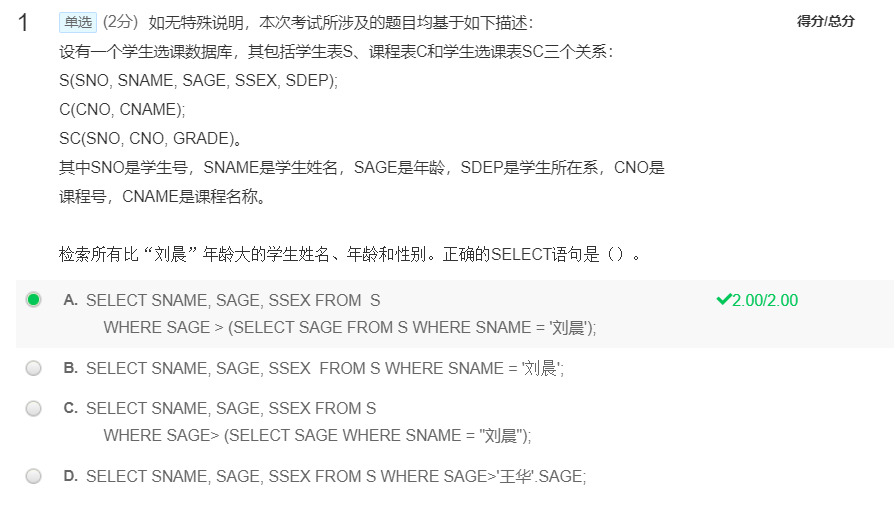 1 单选 (2分) 如无特殊说明，本次考试所涉及的题目均基于如下描述： 得分/总分
设有一个学生选课数据库，其包括学生表S、课程表C和学生选课表SC三个关系：
S(SNO, SNAME, SAGE, SSEX, SDEP);
C(CNO, CNAME);
SC(SNO, CNO, GRADE)。
其中SNO是学生号，SNAME是学生姓名，SAGE是年龄，SDEP是学生所在系，CNO是
课程号，CNAME是课程名称。
检索所有比“刘晨”年龄大的学生姓名、年龄和性别。正确的SELECT语句是（）。
A. SELECT SNAME, SAGE, SSEX FROM S 2.00/2.00
WHERE SAGE > (SELECT SAGE FROM S WHERE SNAME = '刘晨');
B. SELECT SNAME, SAGE, SSEX FROM S WHERE SNAME = '刘晨';
C. SELECT SNAME, SAGE, SSEX FROM S
WHERE SAGE> (SELECT SAGE WHERE SNAME = "刘晨");
D. SELECT SNAME, SAGE, SSEX FROM S WHERE SAGE>'王华'.SAGE;